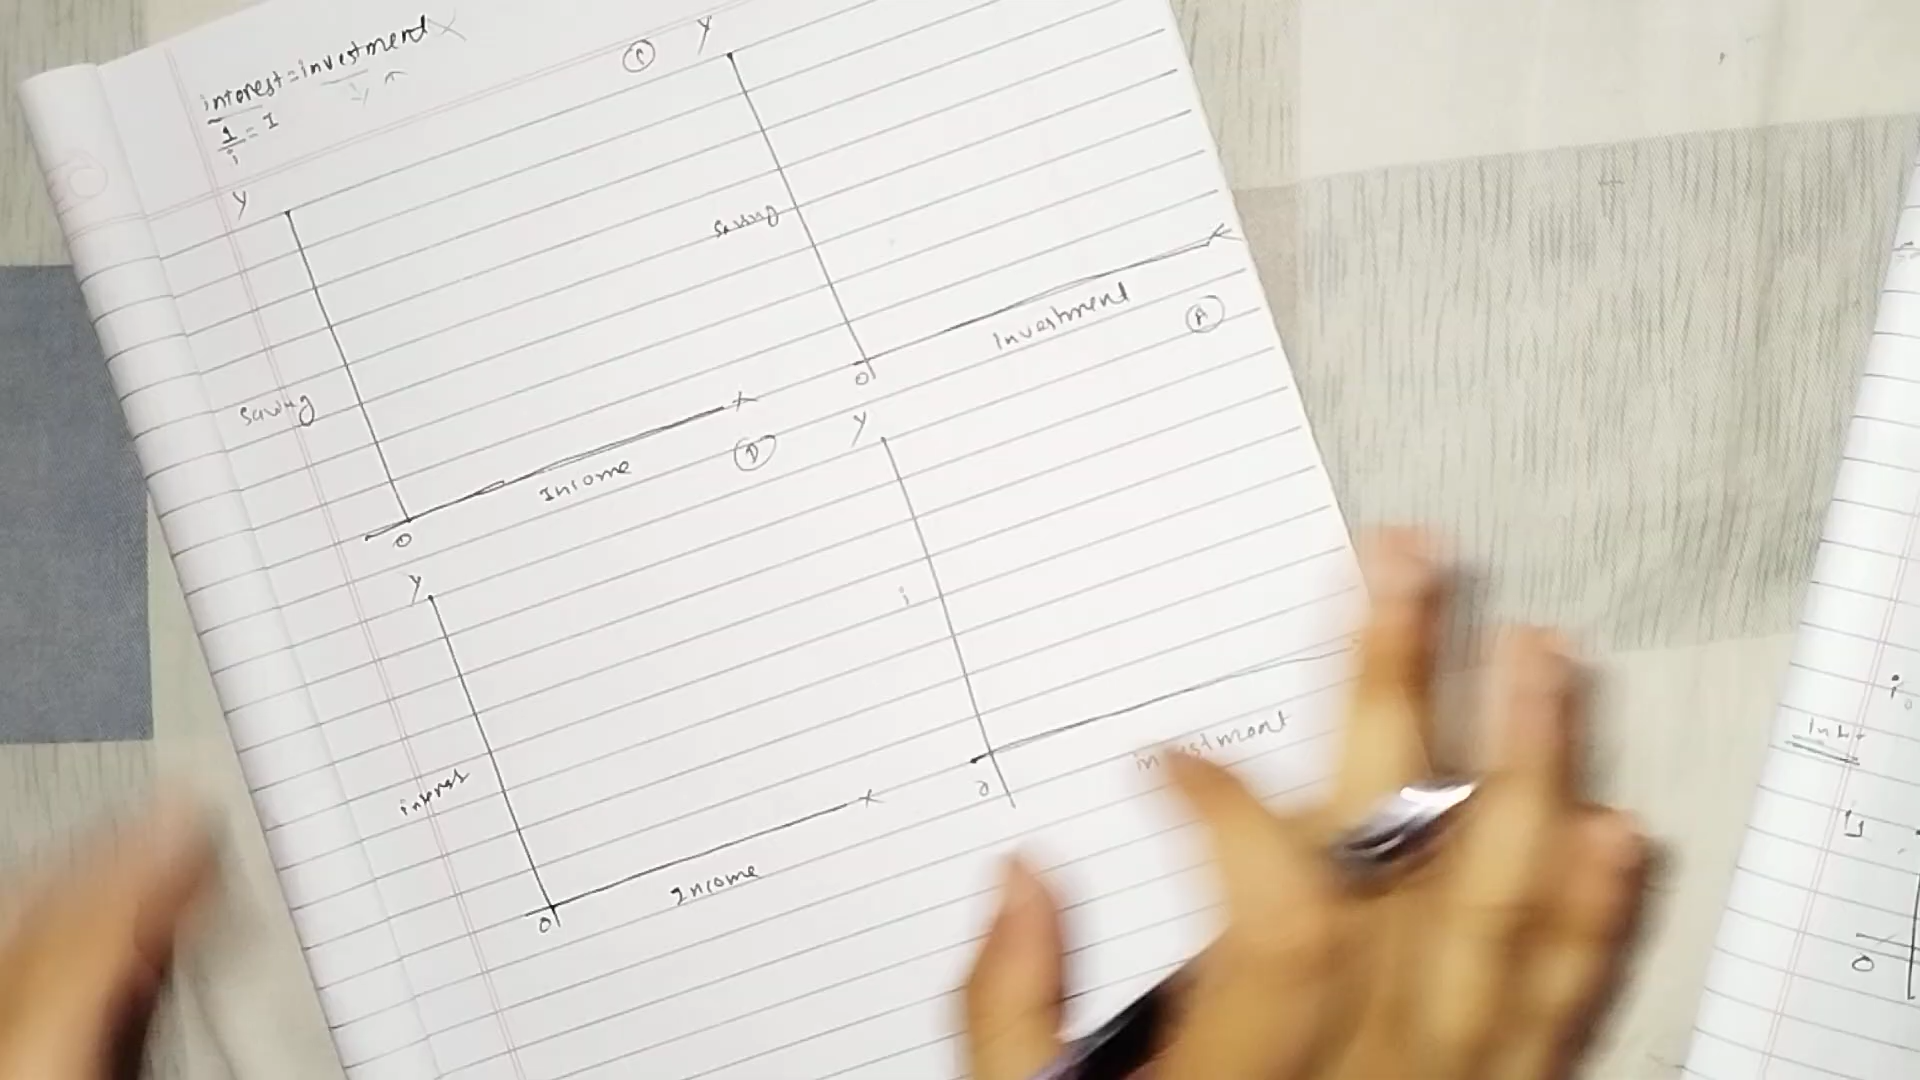 interest = investment X
1/i = I
Y
Saving
O
Income
X
Y
Saving
O
Investment
X
A
Y
interest
O
Income
X
Y
i
O
investment
i
O